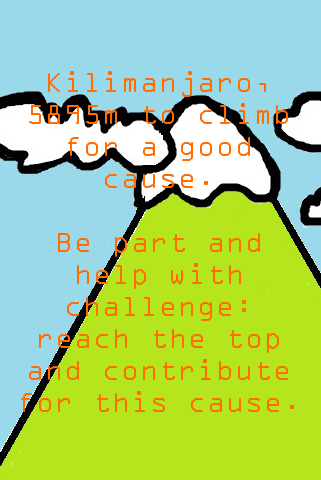 Kilimanjaro,
5895m to climb
for a good
cause.
Be part and
help with
challenge:
reach the top
and contribute
for this cause.